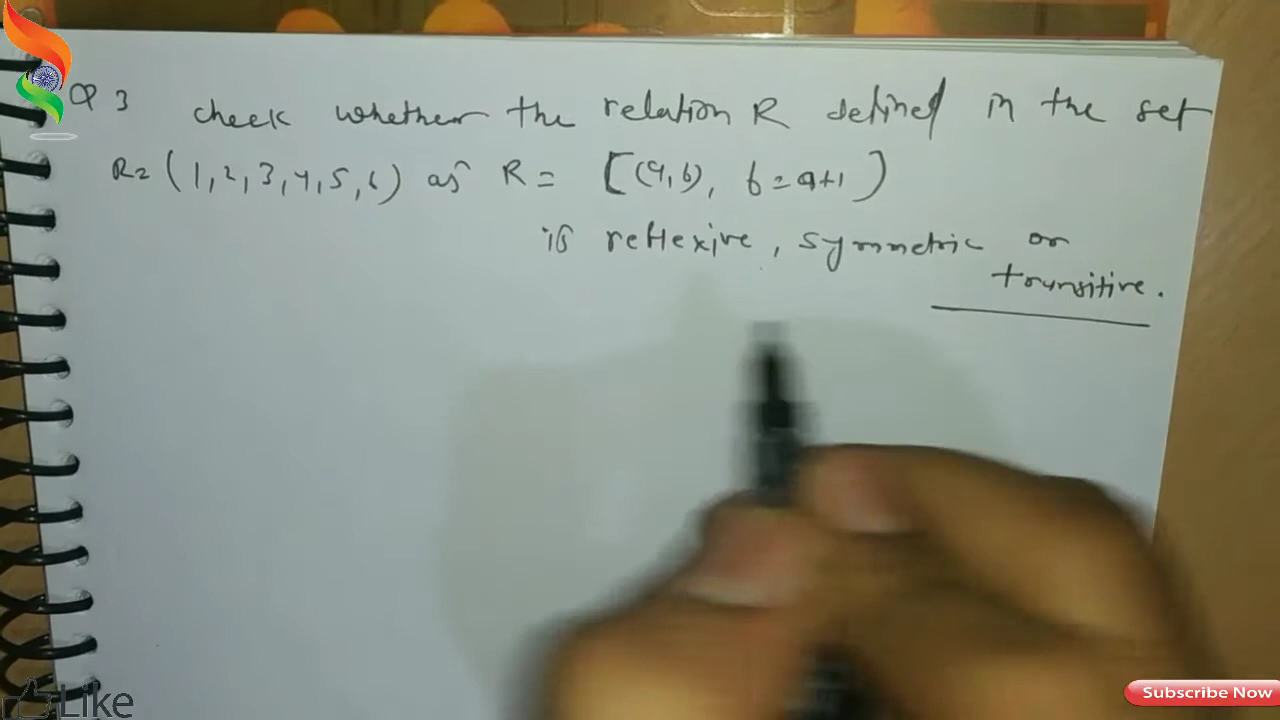 Q 3 check whether the relation R defined in the set
R= (1,2,3,4,5,6) as R = [(a,b), b=a+1)
is reflexive, symmetric or
transitive.
Like
Subscribe Now